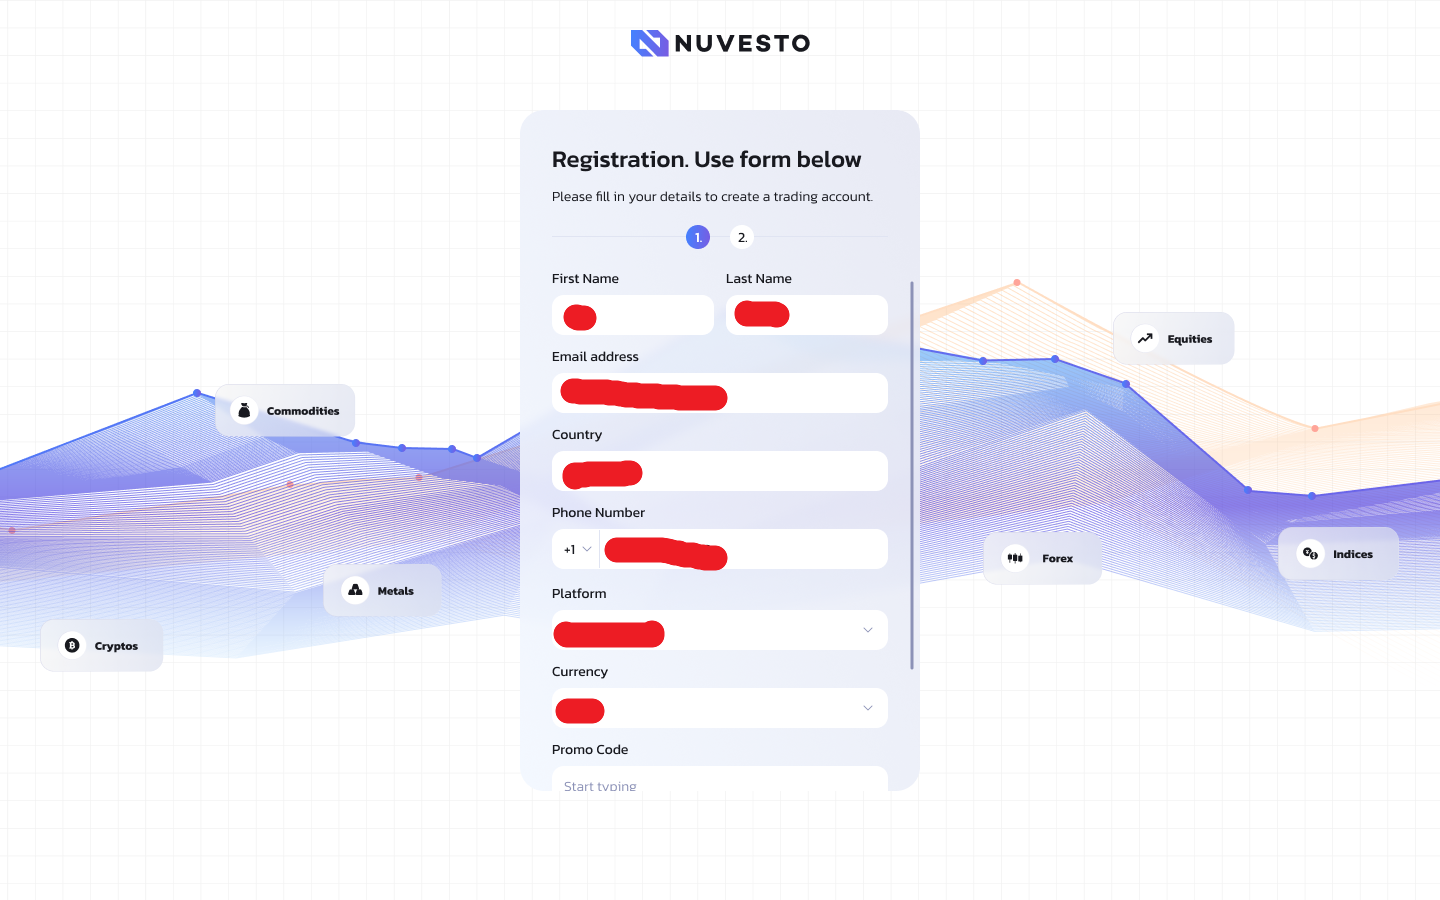 NUVESTO
Registration. Use form below
Please fill in your details to create a trading account.
1. 2.
First Name Last Name
Email address
Country
Phone Number
+1
Platform
Currency
Promo Code
Start typing
Commodities
Metals
Cryptos
Equities
Forex
Indices